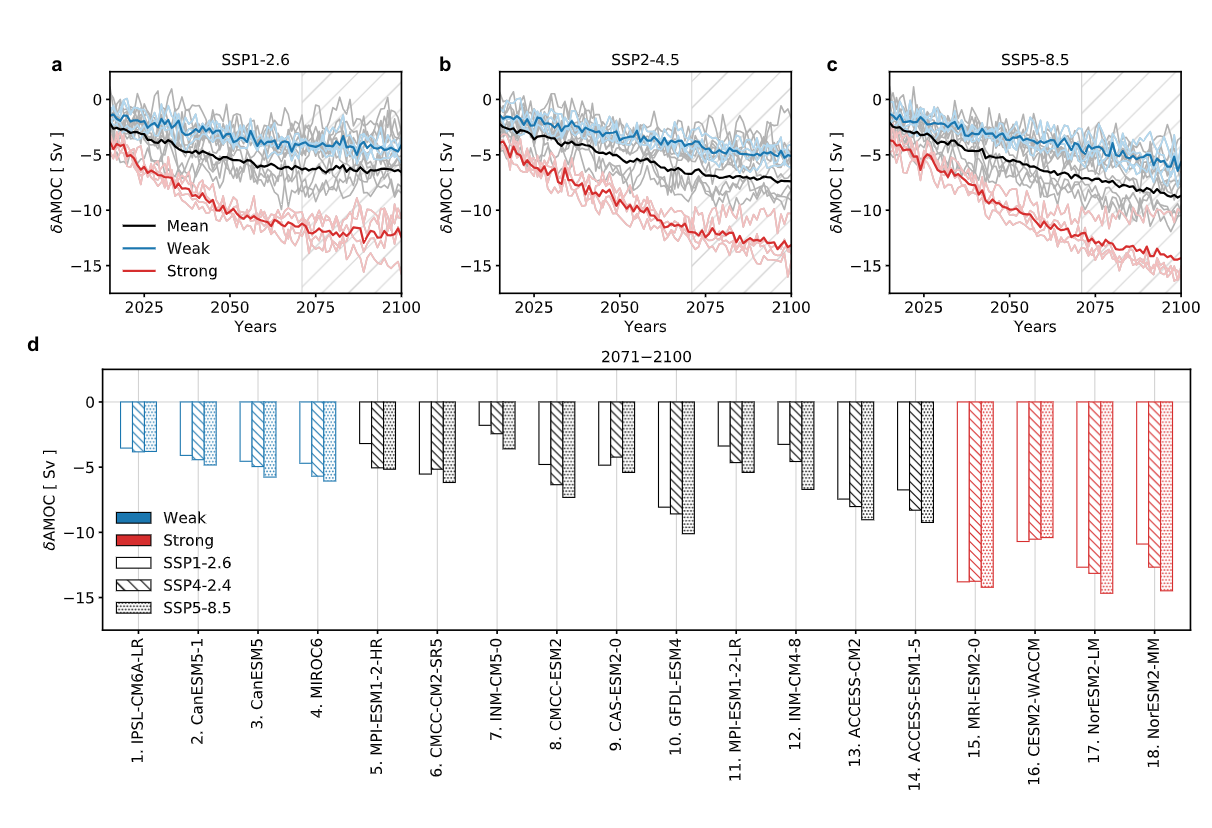 a
SSP1-2.6
b
SSP2-4.5
c
SSP5-8.5
δAMOC [ Sv ]
0
−5
−10
−15
Mean
Weak
Strong
2025
2050
2075
2100
Years
δAMOC [ Sv ]
0
−5
−10
−15
2025
2050
2075
2100
Years
δAMOC [ Sv ]
0
−5
−10
−15
2025
2050
2075
2100
Years
d
2071−2100
δAMOC [ Sv ]
0
−5
−10
−15
Weak
Strong
SSP1-2.6
SSP4-2.4
SSP5-8.5
1. IPSL-CM6A-LR
2. CanESM5-1
3. CanESM5
4. MIROC6
5. MPI-ESM1-2-HR
6. CMCC-CM2-SR5
7. INM-CM5-0
8. CMCC-ESM2
9. CAS-ESM2-0
10. GFDL-ESM4
11. MPI-ESM1-2-LR
12. INM-CM4-8
13. ACCESS-CM2
14. ACCESS-ESM1-5
15. MRI-ESM2-0
16. CESM2-WACCM
17. NorESM2-LM
18. NorESM2-MM